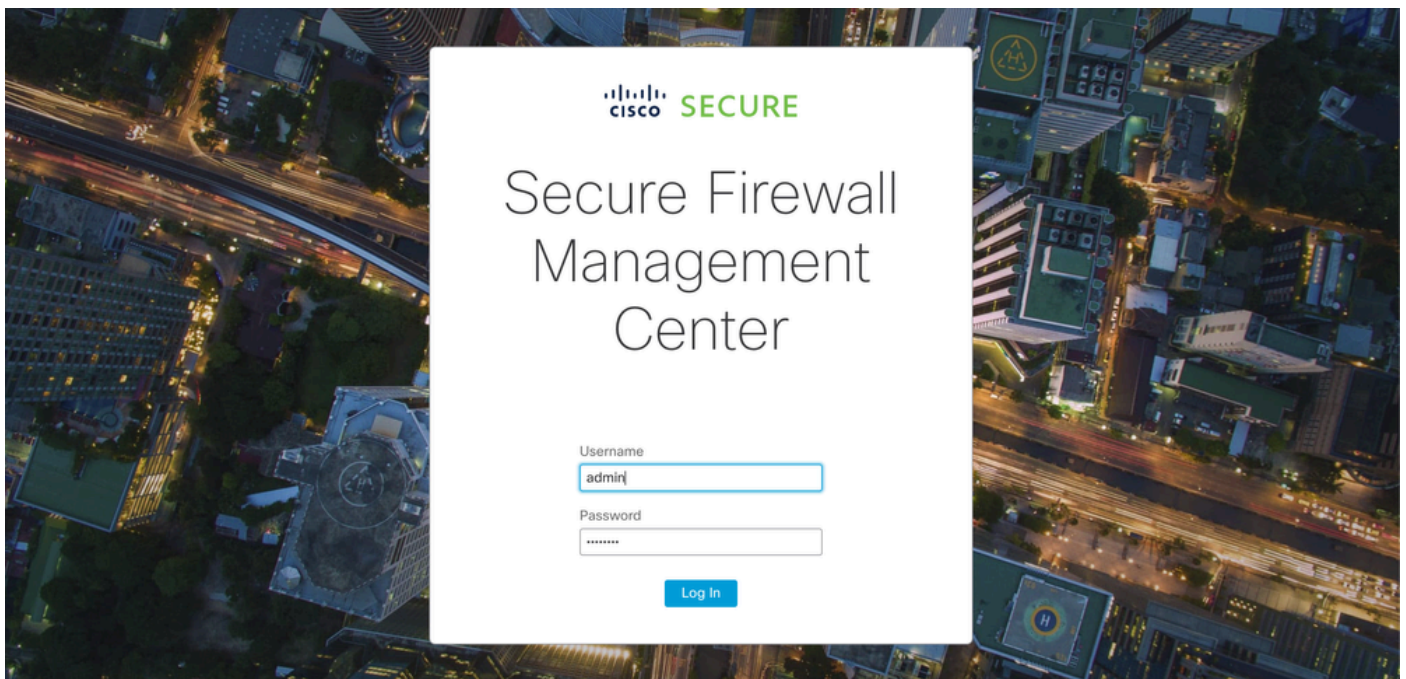 CISCO SECURE
Secure Firewall
Management
Center
Username
admin
Password
Log In